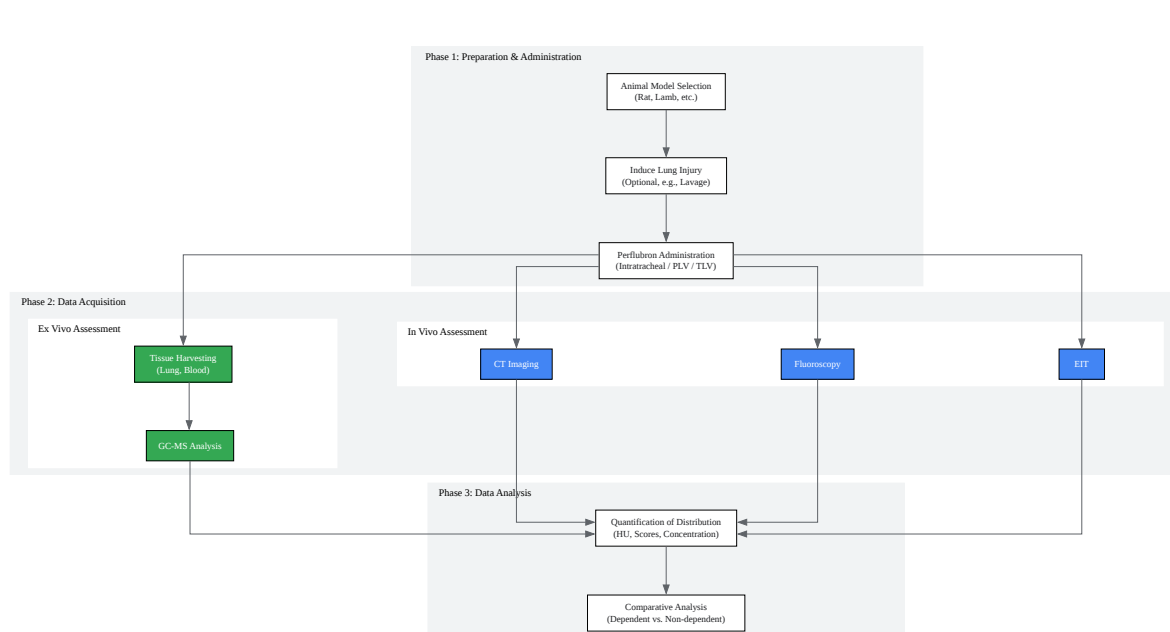 Phase 1: Preparation & Administration
Animal Model Selection
(Rat, Lamb, etc.)
Induce Lung Injury
(Optional, e.g., Lavage)
Perflubron Administration
(Intratracheal / PLV / TLV)
Phase 2: Data Acquisition
Ex Vivo Assessment
In Vivo Assessment
Tissue Harvesting
(Lung, Blood)
CT Imaging
Fluoroscopy
EIT
GC-MS Analysis
Phase 3: Data Analysis
Quantification of Distribution
(HU, Scores, Concentration)
Comparative Analysis
(Dependent vs. Non-dependent)